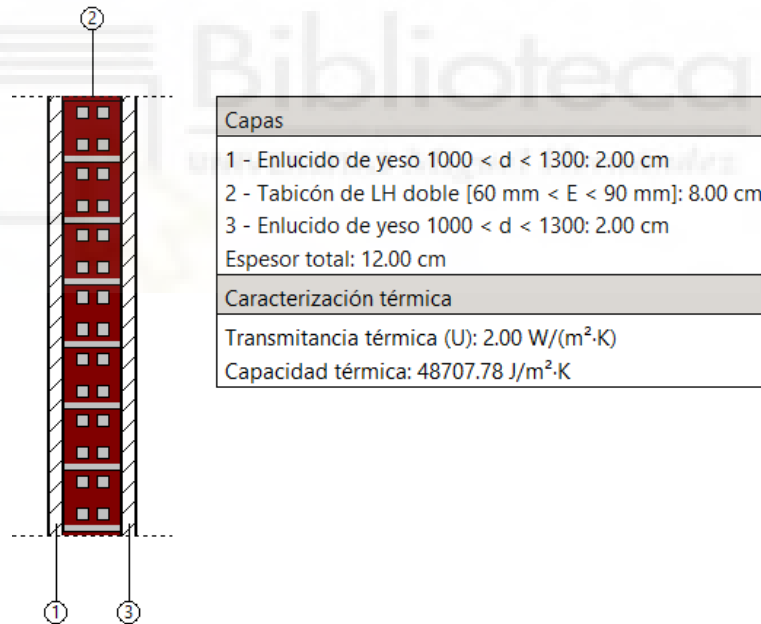 2
Biblioteca
Capas
1 - Enlucido de yeso 1000 < d < 1300: 2.00 cm
2 - Tabicón de LH doble [60 mm < E < 90 mm]: 8.00 cm
3 - Enlucido de yeso 1000 < d < 1300: 2.00 cm
Espesor total: 12.00 cm
Caracterización térmica
Transmitancia térmica (U): 2.00 W/(m²·K)
Capacidad térmica: 48707.78 J/m²·K
1
3